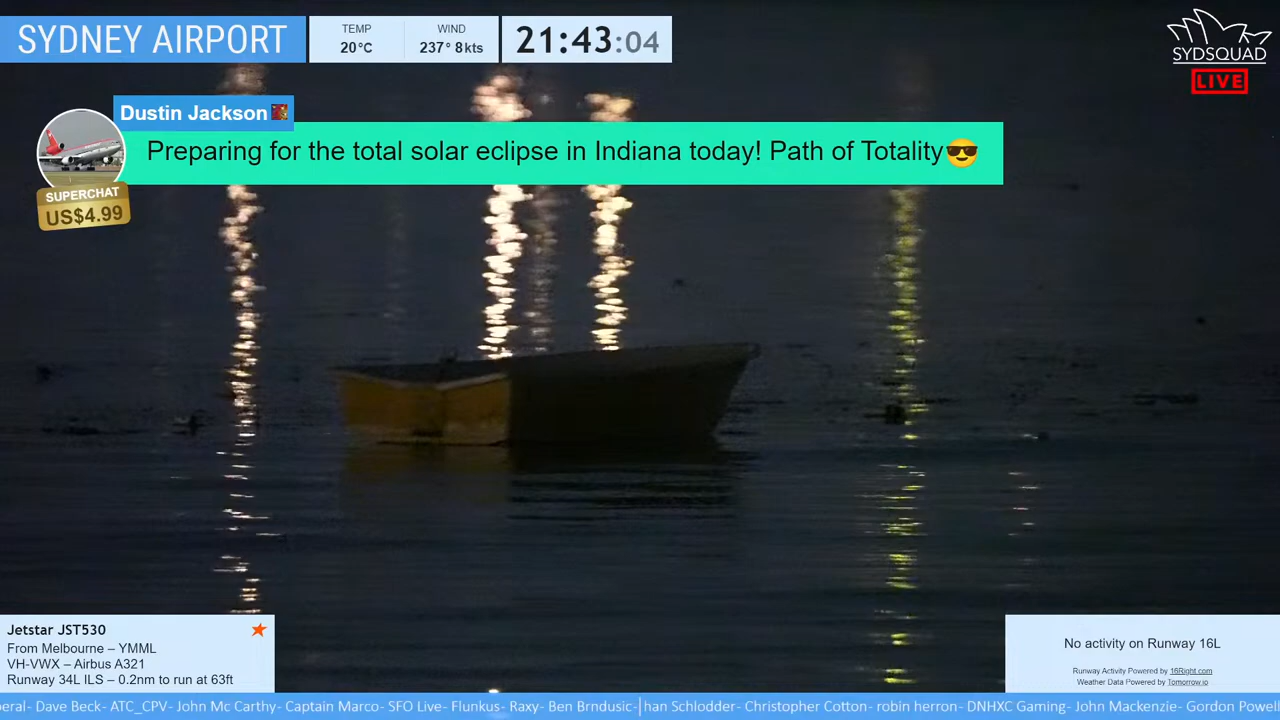 SYDNEY AIRPORT
TEMP
20°C
WIND
237° 8kts
21:43:04
SYDSQUAD
LIVE
Dustin Jackson
Preparing for the total solar eclipse in Indiana today! Path of Totality😎
SUPERCHAT
US$4.99
Jetstar JST530
From Melbourne – YMML
VH-VWX – Airbus A321
Runway 34L ILS – 0.2nm to run at 63ft
No activity on Runway 16L
Runway Activity Powered by 16Right.com
Weather Data Powered by Tomorrow.io
peral- Dave Beck- ATC_CPV- John Mc Carthy- Captain Marco- SFO Live- Flunkus- Raxy- Ben Brndusic- han Schlodder- Christopher Cotton- robin herron- DNHXC Gaming- John Mackenzie- Gordon Powell